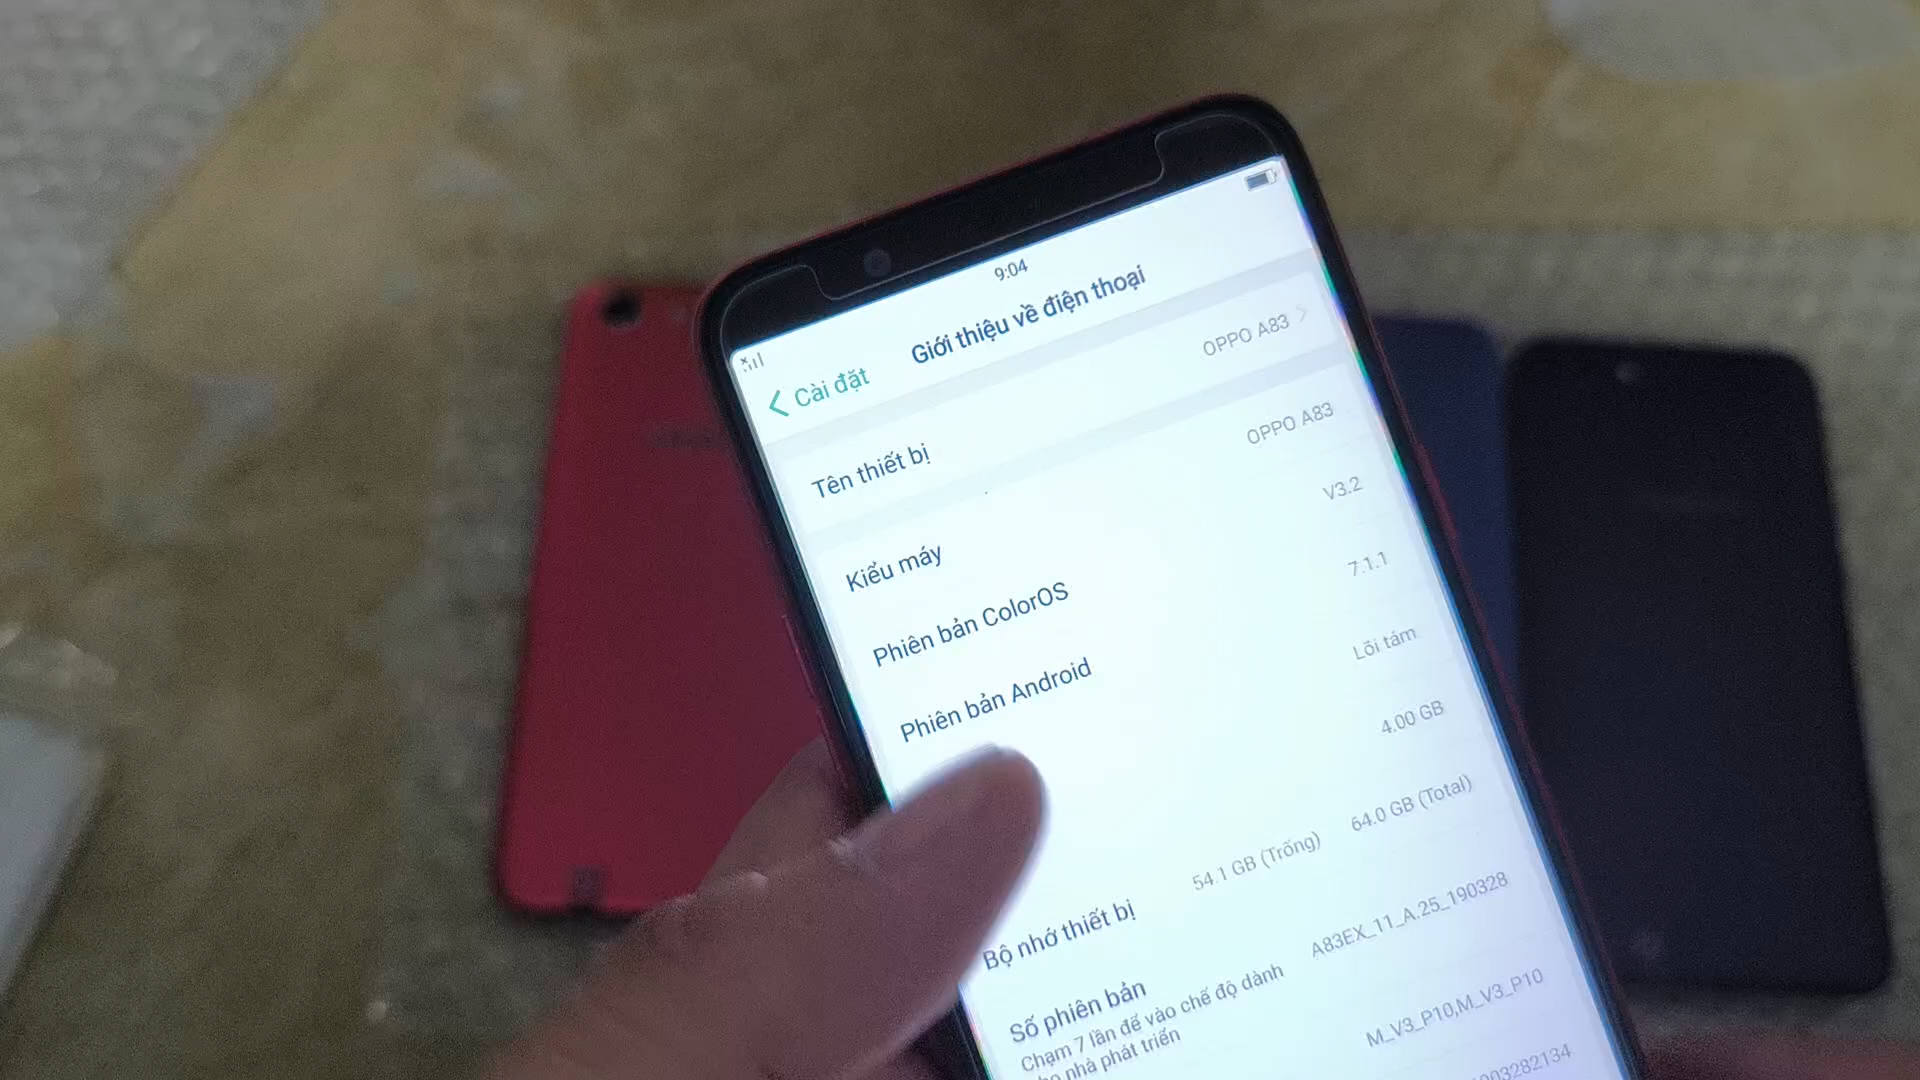 9:04
Cài đặt
Giới thiệu về điện thoại
Tên thiết bị
OPPO A83
Kiểu máy
OPPO A83
Phiên bản ColorOS
V3.2
Phiên bản Android
7.1.1
Lõi tám
4.00 GB
Bộ nhớ thiết bị
54.1 GB (Trống)
64.0 GB (Total)
Số phiên bản
A83EX_11_A.25_190328
Chạm 7 lần để vào chế độ dành
cho nhà phát triển
M_V3_P10,M_V3_P10